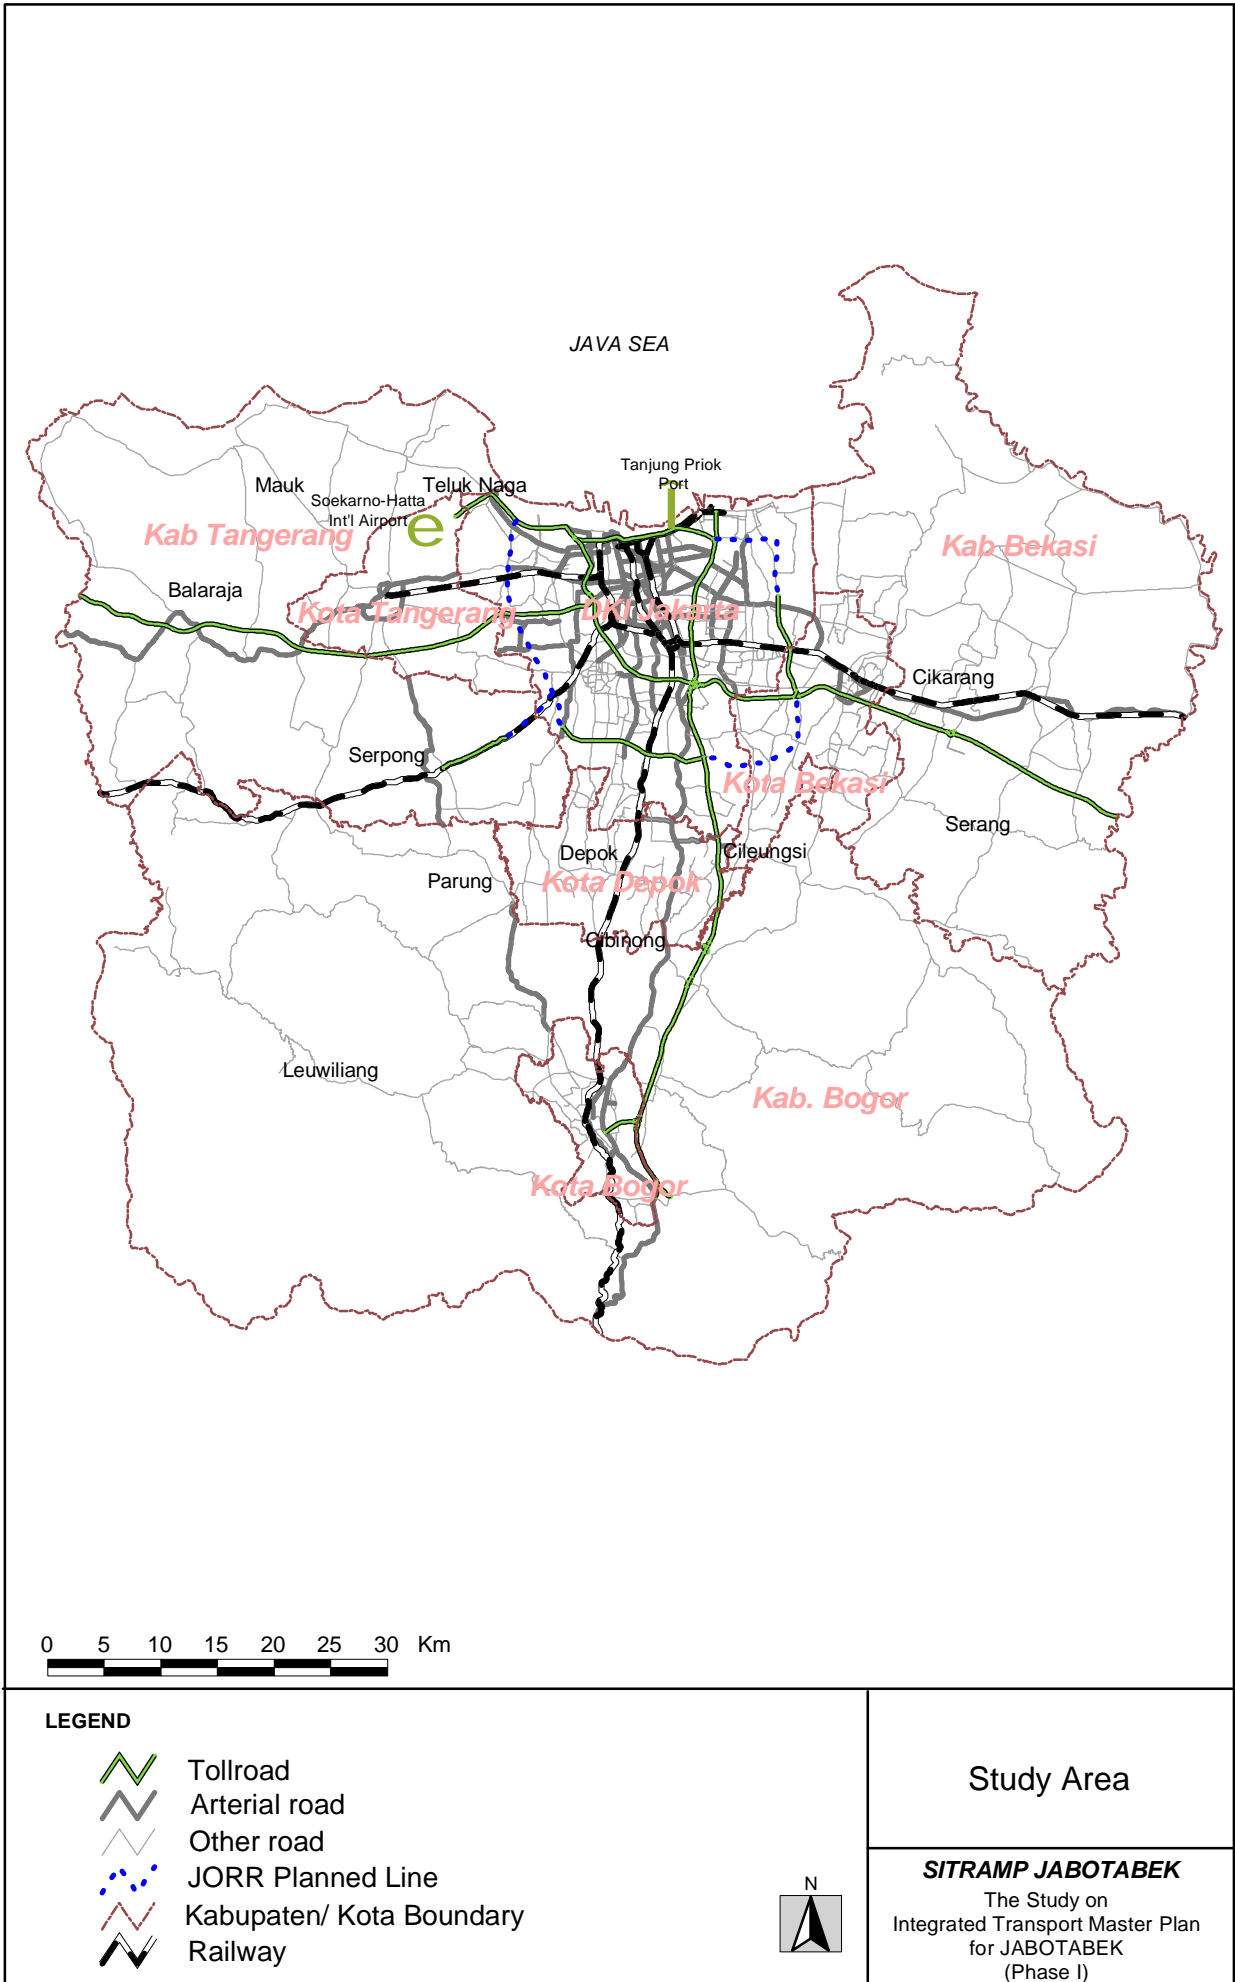 JAVA SEA
Tanjung Priok
Port
Mauk
Teluk Naga
Soekarno-Hatta
Int'l Airport
e
Kab Tangerang
Kab Bekasi
Balaraja
Kota Tangerang
DKI Jakarta
Cikarang
Serpong
Kota Bekasi
Serang
Depok
Cileungsi
Parung
Kota Depok
Cibinong
Leuwiliang
Kab. Bogor
Kota Bogor
0 5 10 15 20 25 30 Km
LEGEND
Tollroad
Arterial road
Other road
JORR Planned Line
Kabupaten/ Kota Boundary
Railway
N
Study Area
SITRAMP JABOTABEK
The Study on
Integrated Transport Master Plan
for JABOTABEK
(Phase I)